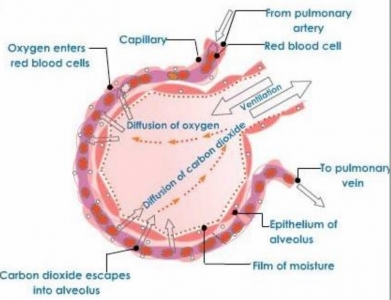 From pulmonary
artery
Capillary
Red blood cell
Oxygen enters
red blood cells
Ventilation
Diffusion of oxygen
Diffusion of carbon dioxide
To pulmonary
vein
Epithelium of
alveolus
Film of moisture
Carbon dioxide escapes
into alveolus